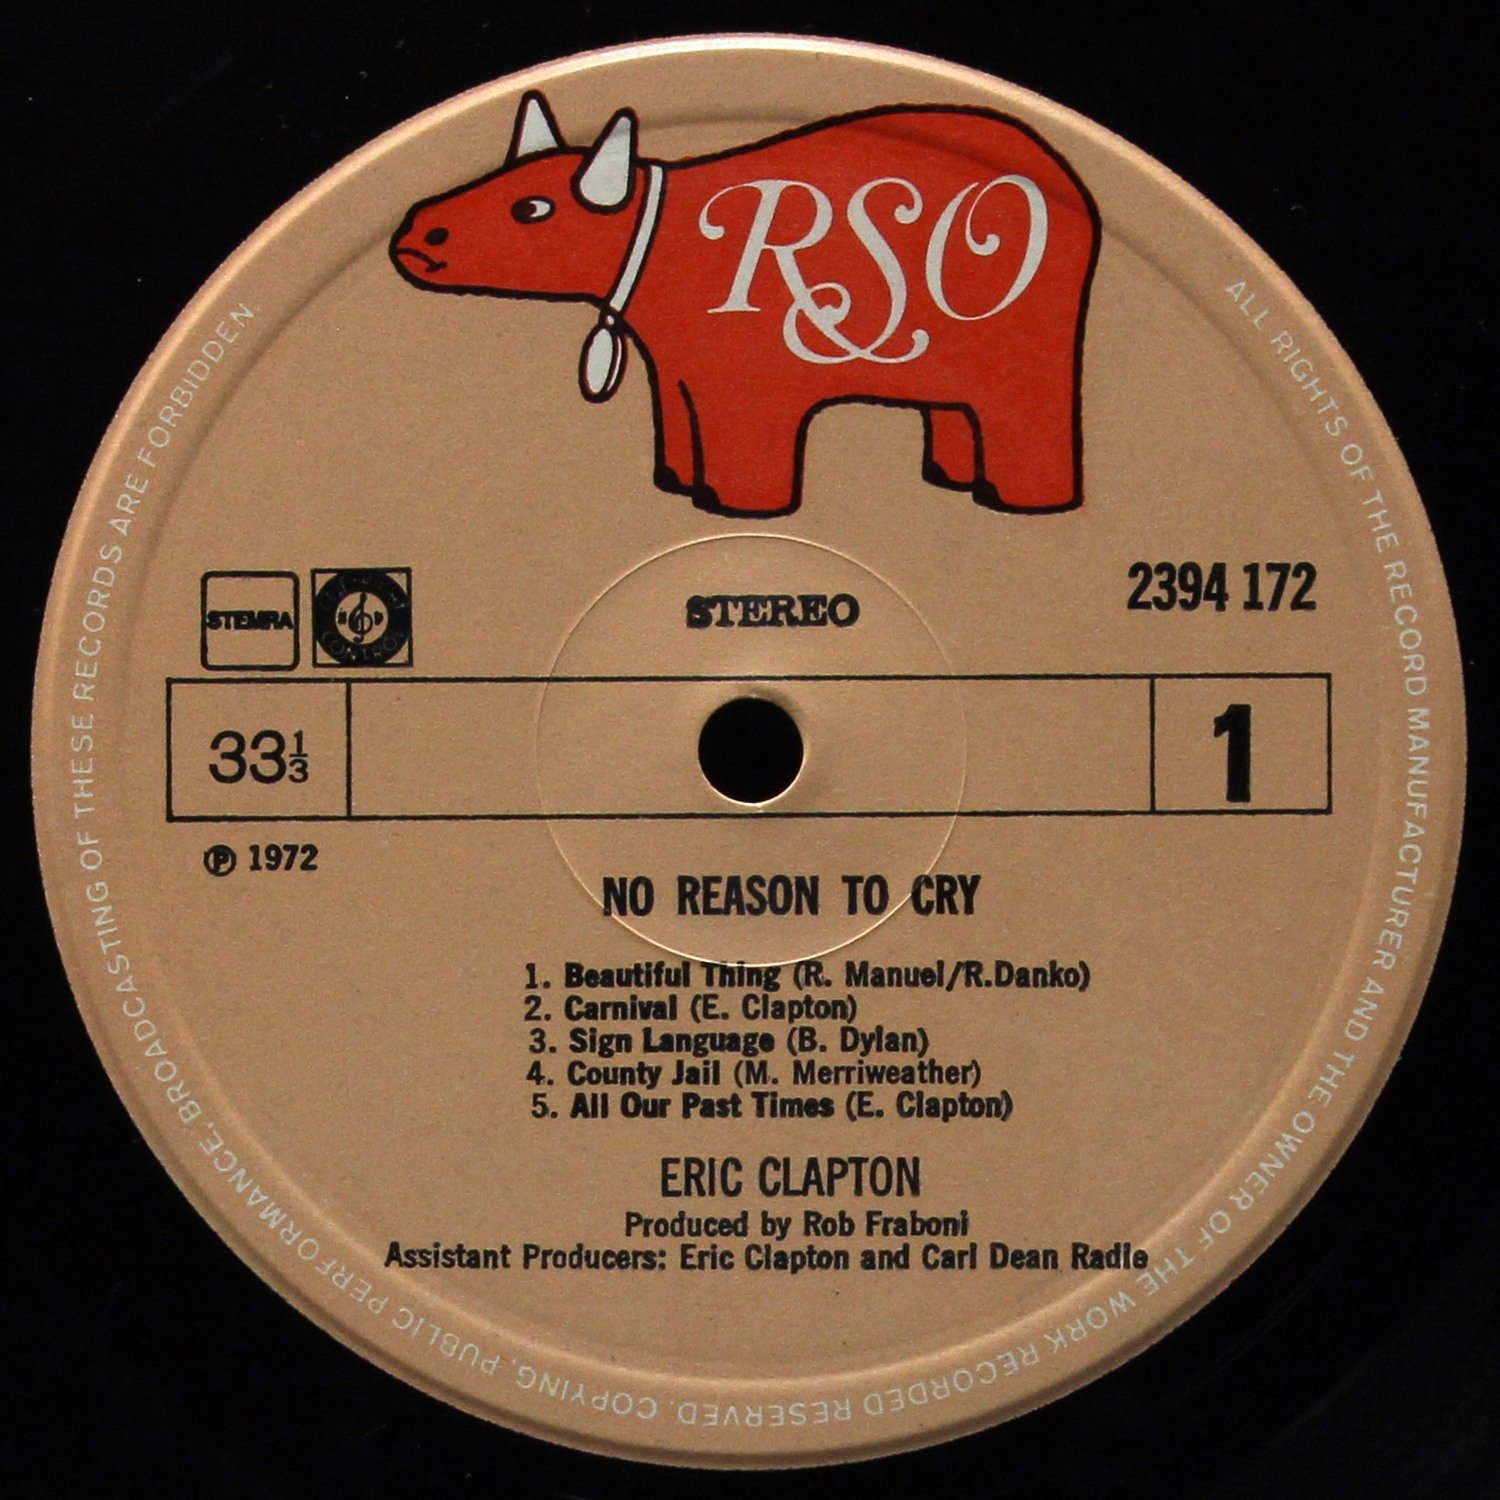 RSO
STEMRA
STEREO
2394 172
33 1/3
1
℗ 1972
NO REASON TO CRY
1. Beautiful Thing (R. Manuel/R.Danko)
2. Carnival (E. Clapton)
3. Sign Language (B. Dylan)
4. County Jail (M. Merriweather)
5. All Our Past Times (E. Clapton)
ERIC CLAPTON
Produced by Rob Fraboni
Assistant Producers: Eric Clapton and Carl Dean Radle
ALL RIGHTS OF THE RECORD MANUFACTURER AND THE OWNER OF THE WORK RECORDED RESERVED. COPYING, PUBLIC PERFORMANCE, BROADCASTING OF THESE RECORDS ARE FORBIDDEN